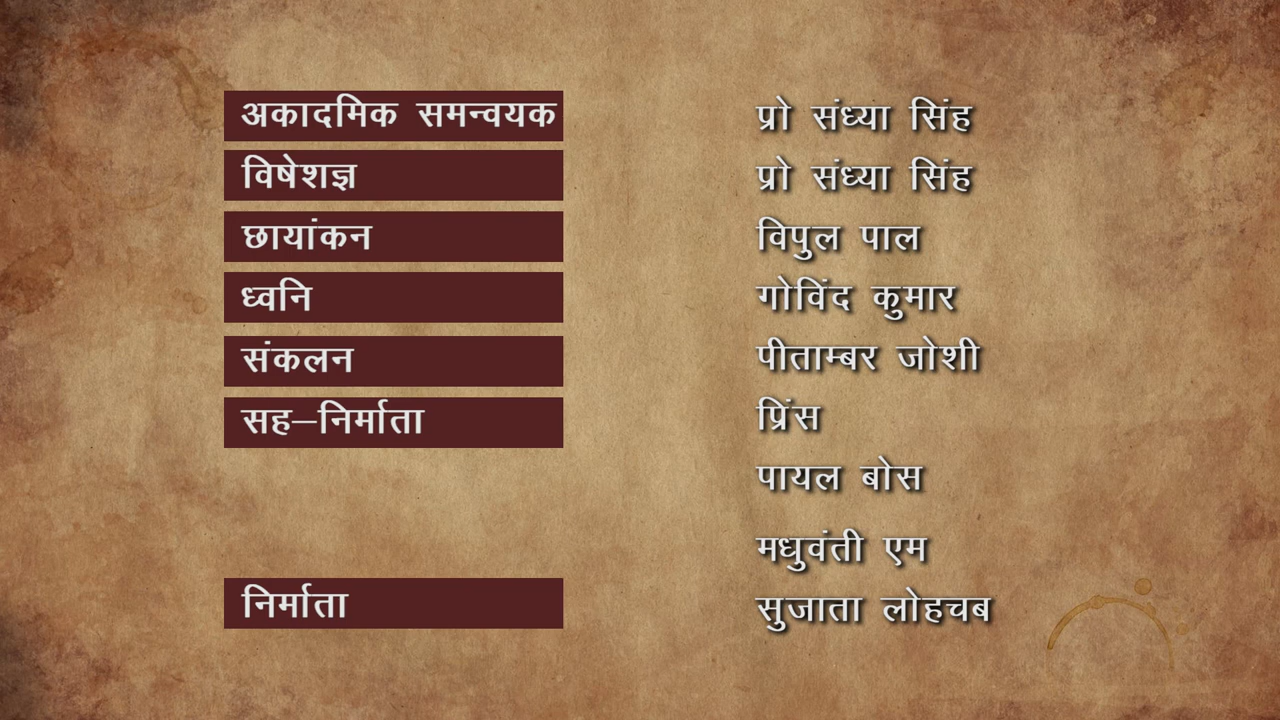 अकादमिक समन्वयक प्रो संध्या सिंह
विषेशज्ञ प्रो संध्या सिंह
छायांकन विपुल पाल
ध्वनि गोविंद कुमार
संकलन पीताम्बर जोशी
सह–निर्माता प्रिंस
पायल बोस
मधुवंती एम
निर्माता सुजाता लोहचब